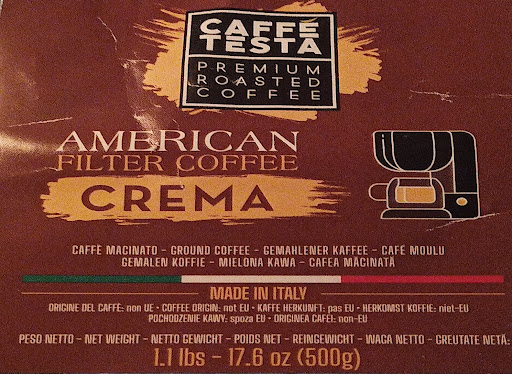 CAFFÈ
TESTA
PREMIUM
ROASTED
COFFEE
AMERICAN
FILTER COFFEE
CREMA
CAFFÈ MACINATO - GROUND COFFEE - GEMAHLENER KAFFEE - CAFÉ MOULU
GEMALEN KOFFIE - MIELONA KAWA - CAFEA MĂCINATĂ
MADE IN ITALY
ORIGINE DEL CAFFÈ: non UE • COFFEE ORIGIN: not EU • KAFFE HERKUNFT: pas EU • HERKOMST KOFFIE: niet-EU
POCHODZENIE KAWY: spoza EU • ORIGINEA CAFEI: non-EU
PESO NETTO - NET WEIGHT - NETTO GEWICHT - POIDS NET - REINGEWICHT - WAGA NETTO - GREUTATE NETĂ:
1.1 lbs - 17.6 oz (500g)